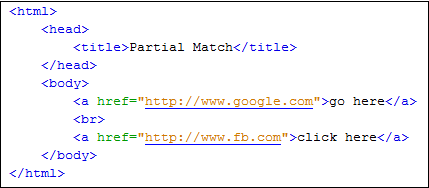 <html>
<head>
<title>Partial Match</title>
</head>
<body>
<a href="http://www.google.com">go here</a>
<br>
<a href="http://www.fb.com">click here</a>
</body>
</html>